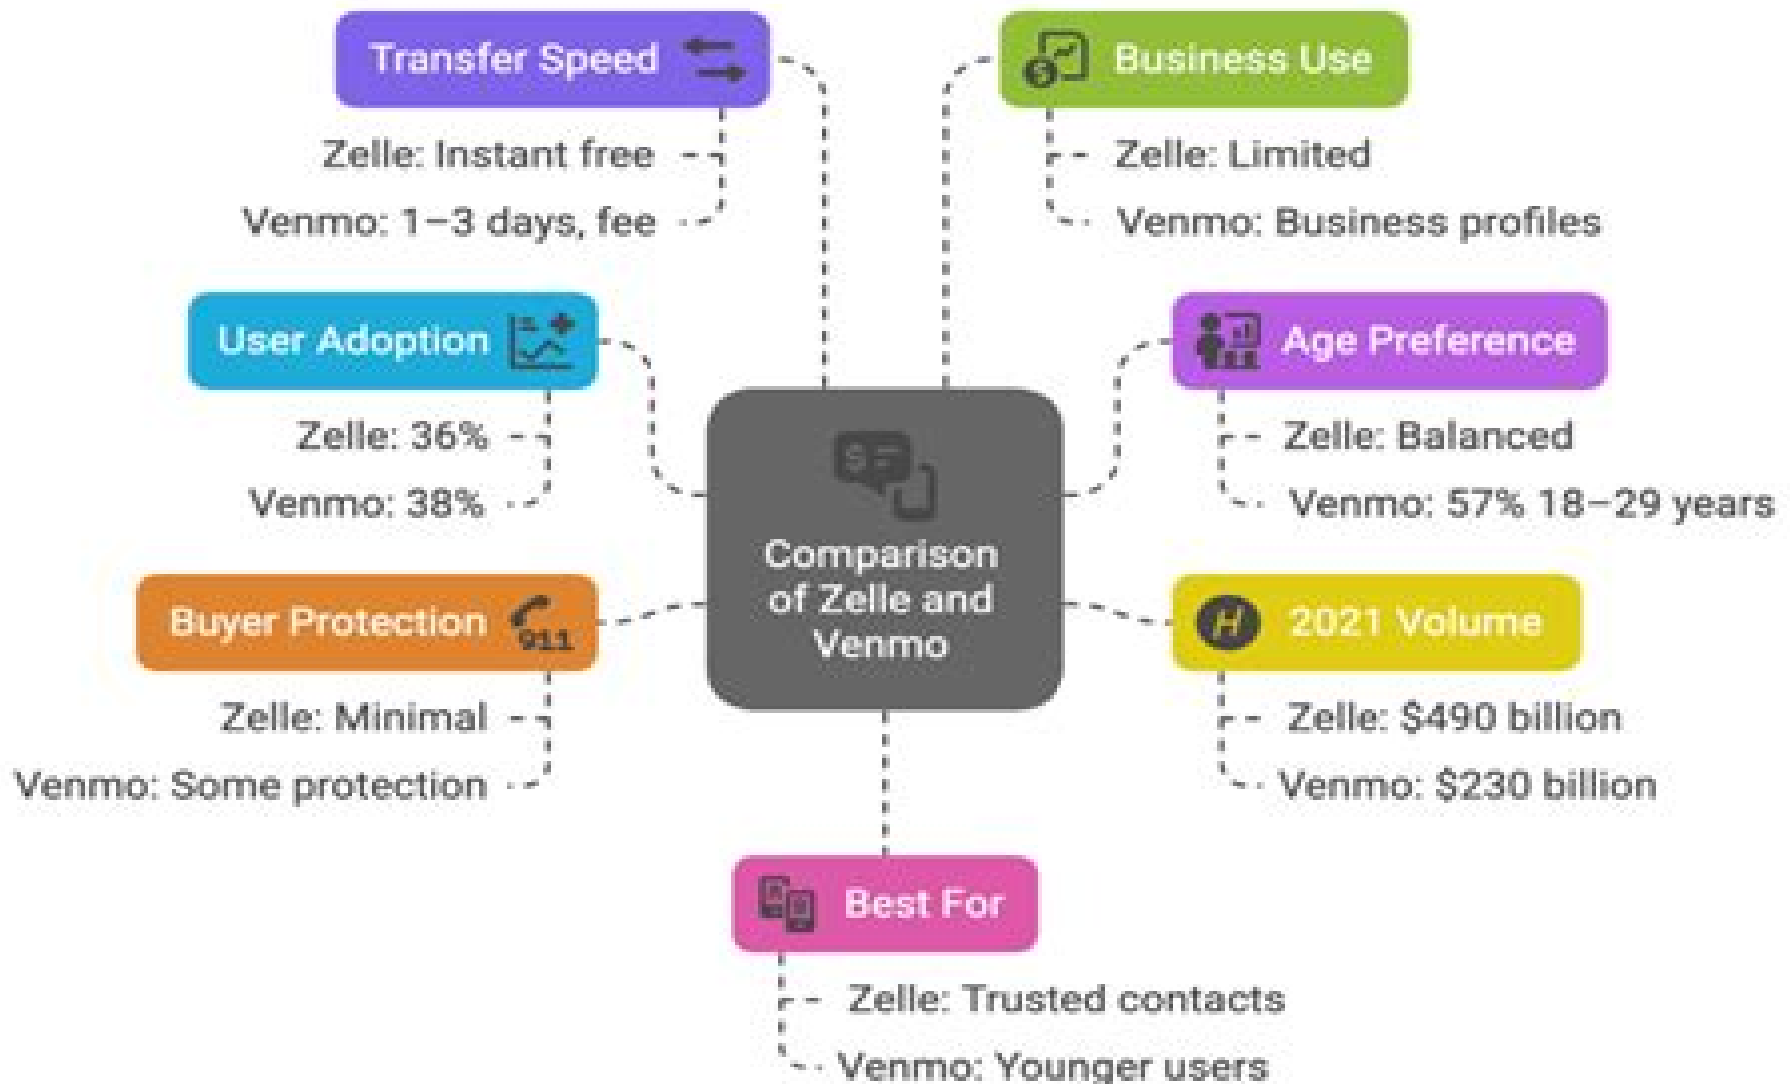 Transfer Speed
Zelle: Instant free
Venmo: 1–3 days, fee
Business Use
Zelle: Limited
Venmo: Business profiles
User Adoption
Zelle: 36%
Venmo: 38%
Age Preference
Zelle: Balanced
Venmo: 57% 18–29 years
$
Comparison
of Zelle and
Venmo
Buyer Protection
911
Zelle: Minimal
Venmo: Some protection
H
2021 Volume
Zelle: $490 billion
Venmo: $230 billion
Best For
Zelle: Trusted contacts
Venmo: Younger users